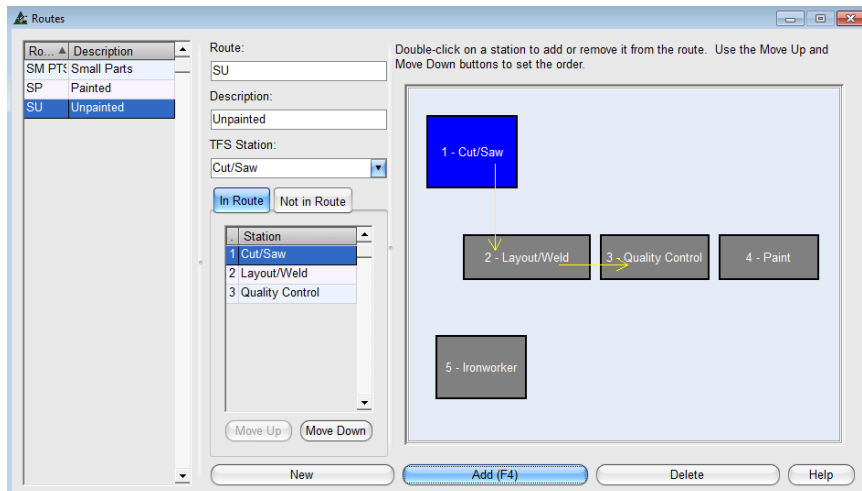 Routes
Ro... Description
SM PTS Small Parts
SP Painted
SU Unpainted
Route:
SU
Description:
Unpainted
TFS Station:
Cut/Saw
In Route Not in Route
. Station
1 Cut/Saw
2 Layout/Weld
3 Quality Control
Move Up Move Down
Double-click on a station to add or remove it from the route. Use the Move Up and
Move Down buttons to set the order.
1 - Cut/Saw
2 - Layout/Weld 3 - Quality Control 4 - Paint
5 - Ironworker
New Add (F4) Delete Help